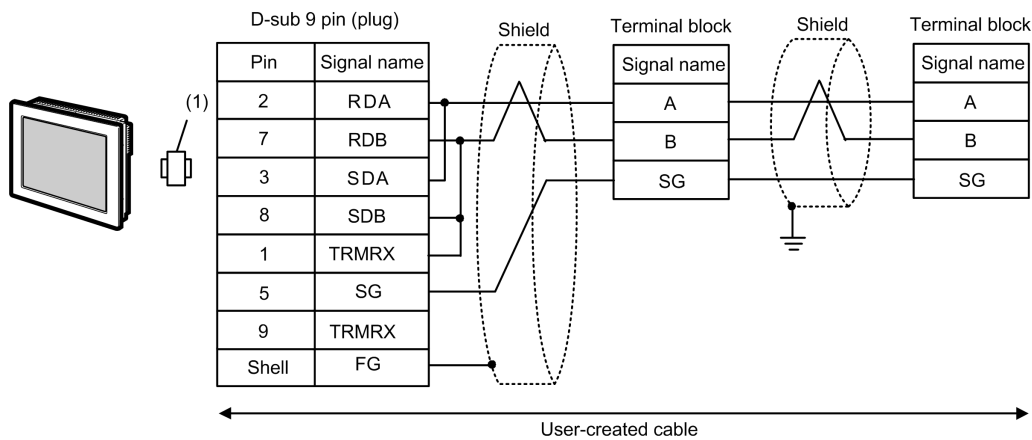 D-sub 9 pin (plug)
Shield
Terminal block
Shield
Terminal block
(1)
Pin Signal name
2 RDA
7 RDB
3 SDA
8 SDB
1 TRMRX
5 SG
9 TRMRX
Shell FG
Signal name
A
B
SG
Signal name
A
B
SG
User-created cable